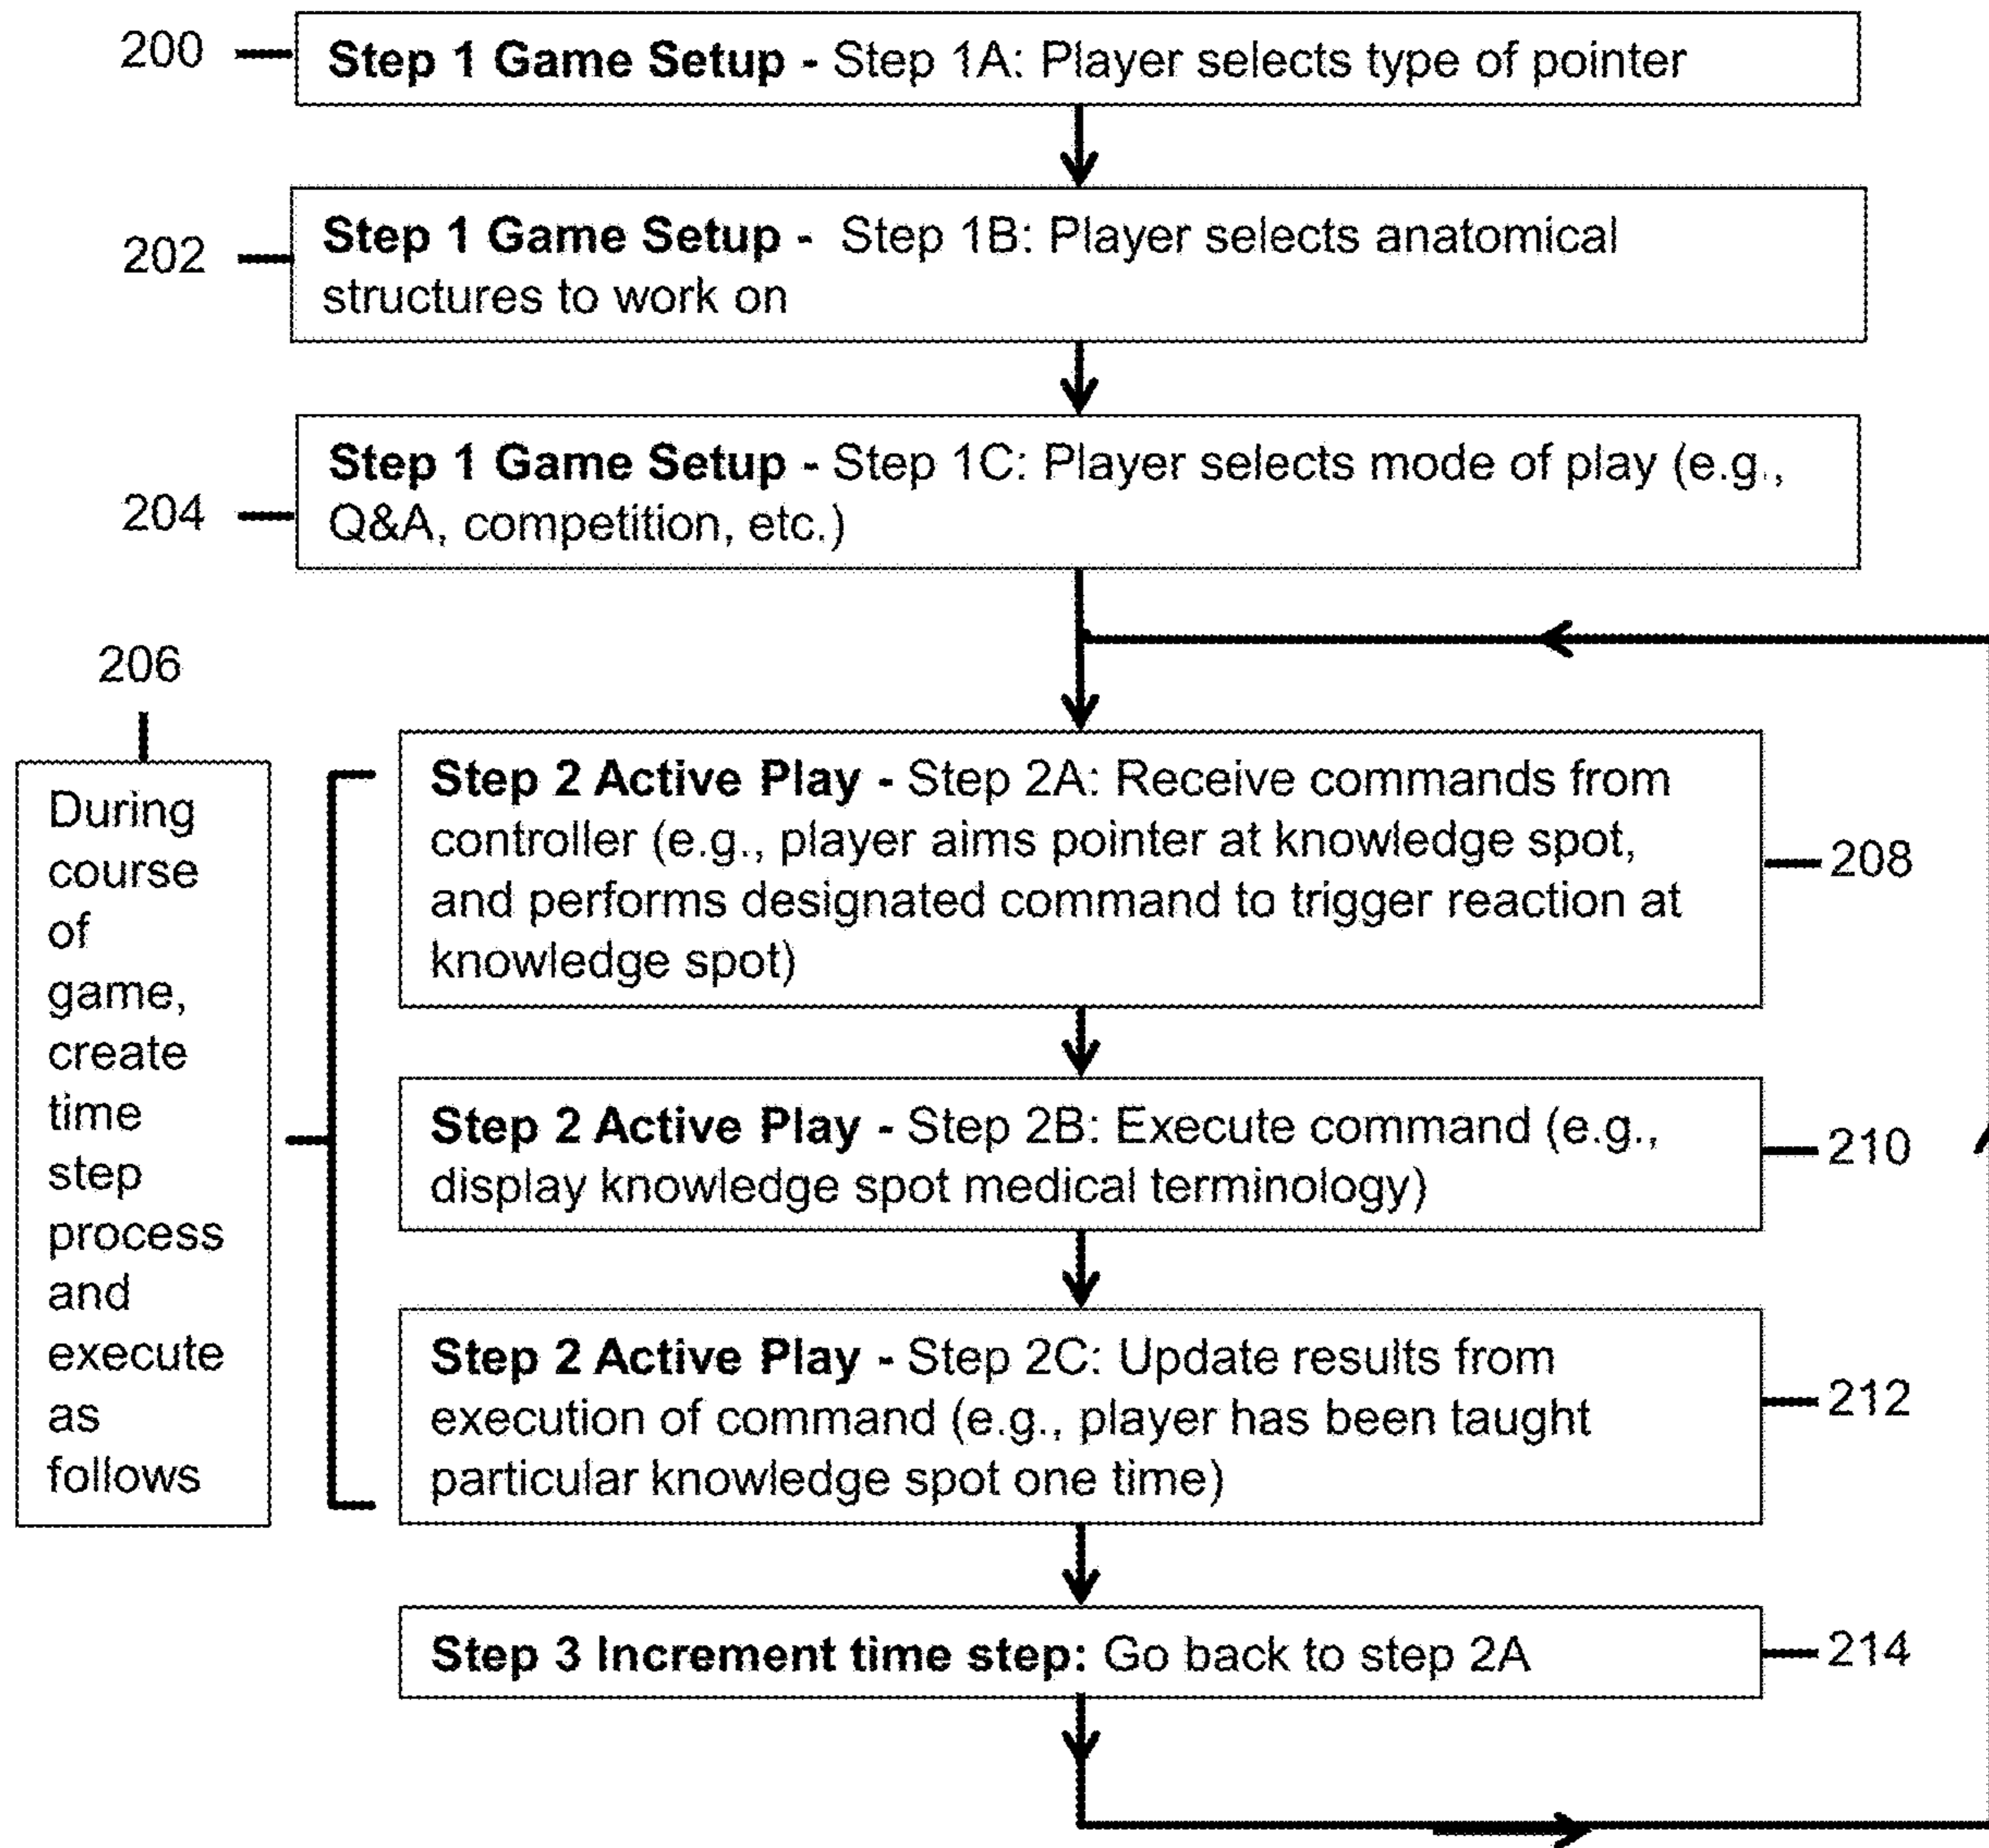 200
Step 1 Game Setup - Step 1A: Player selects type of pointer
202
Step 1 Game Setup - Step 1B: Player selects anatomical
structures to work on
204
Step 1 Game Setup - Step 1C: Player selects mode of play (e.g.,
Q&A, competition, etc.)
206
During
course
of
game,
create
time
step
process
and
execute
as
follows
Step 2 Active Play - Step 2A: Receive commands from
controller (e.g., player aims pointer at knowledge spot,
and performs designated command to trigger reaction at
knowledge spot)
208
Step 2 Active Play - Step 2B: Execute command (e.g.,
display knowledge spot medical terminology)
210
Step 2 Active Play - Step 2C: Update results from
execution of command (e.g., player has been taught
particular knowledge spot one time)
212
Step 3 Increment time step: Go back to step 2A
214